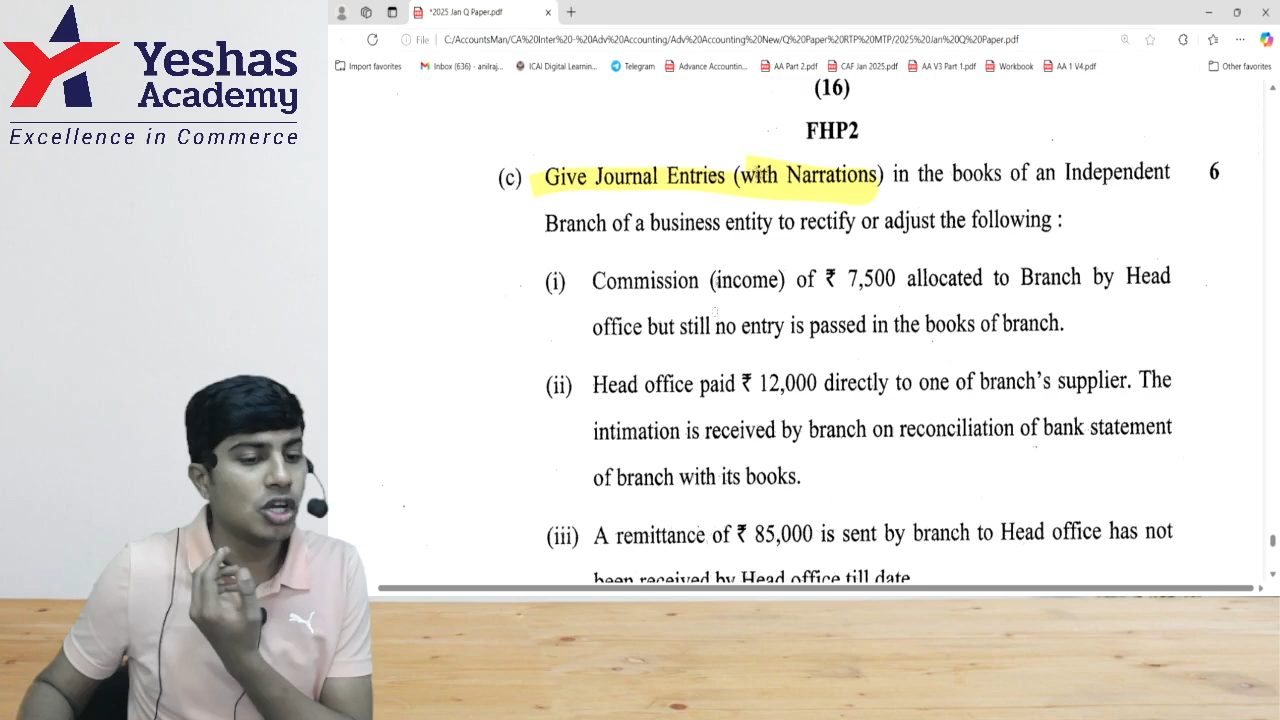 Yeshas
Academy
Excellence in Commerce
*2025 Jan Q Paper.pdf
File
C:/AccountsMan/CA%20Inter%20-%20Adv%20Accounting/Adv%20Accounting%20New/Q%20Paper%20RTP%20MTP/2025%20Jan%20Q%20Paper.pdf
Import favorites
Inbox (636) - anilraj...
ICAI Digital Learnin...
Telegram
Advance Accountin...
AA Part 2.pdf
CAF Jan 2025.pdf
AA V3 Part 1.pdf
Workbook
AA 1 V4.pdf
Other favorites
(16)
FHP2
(c) Give Journal Entries (with Narrations) in the books of an Independent 6
Branch of a business entity to rectify or adjust the following :
(i) Commission (income) of ₹ 7,500 allocated to Branch by Head
office but still no entry is passed in the books of branch.
(ii) Head office paid ₹ 12,000 directly to one of branch's supplier. The
intimation is received by branch on reconciliation of bank statement
of branch with its books.
(iii) A remittance of ₹ 85,000 is sent by branch to Head office has not
been received by Head office till date